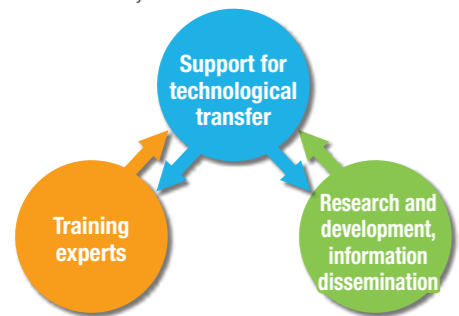 Support for
technological
transfer
Training
experts
Research and
development,
information
dissemination